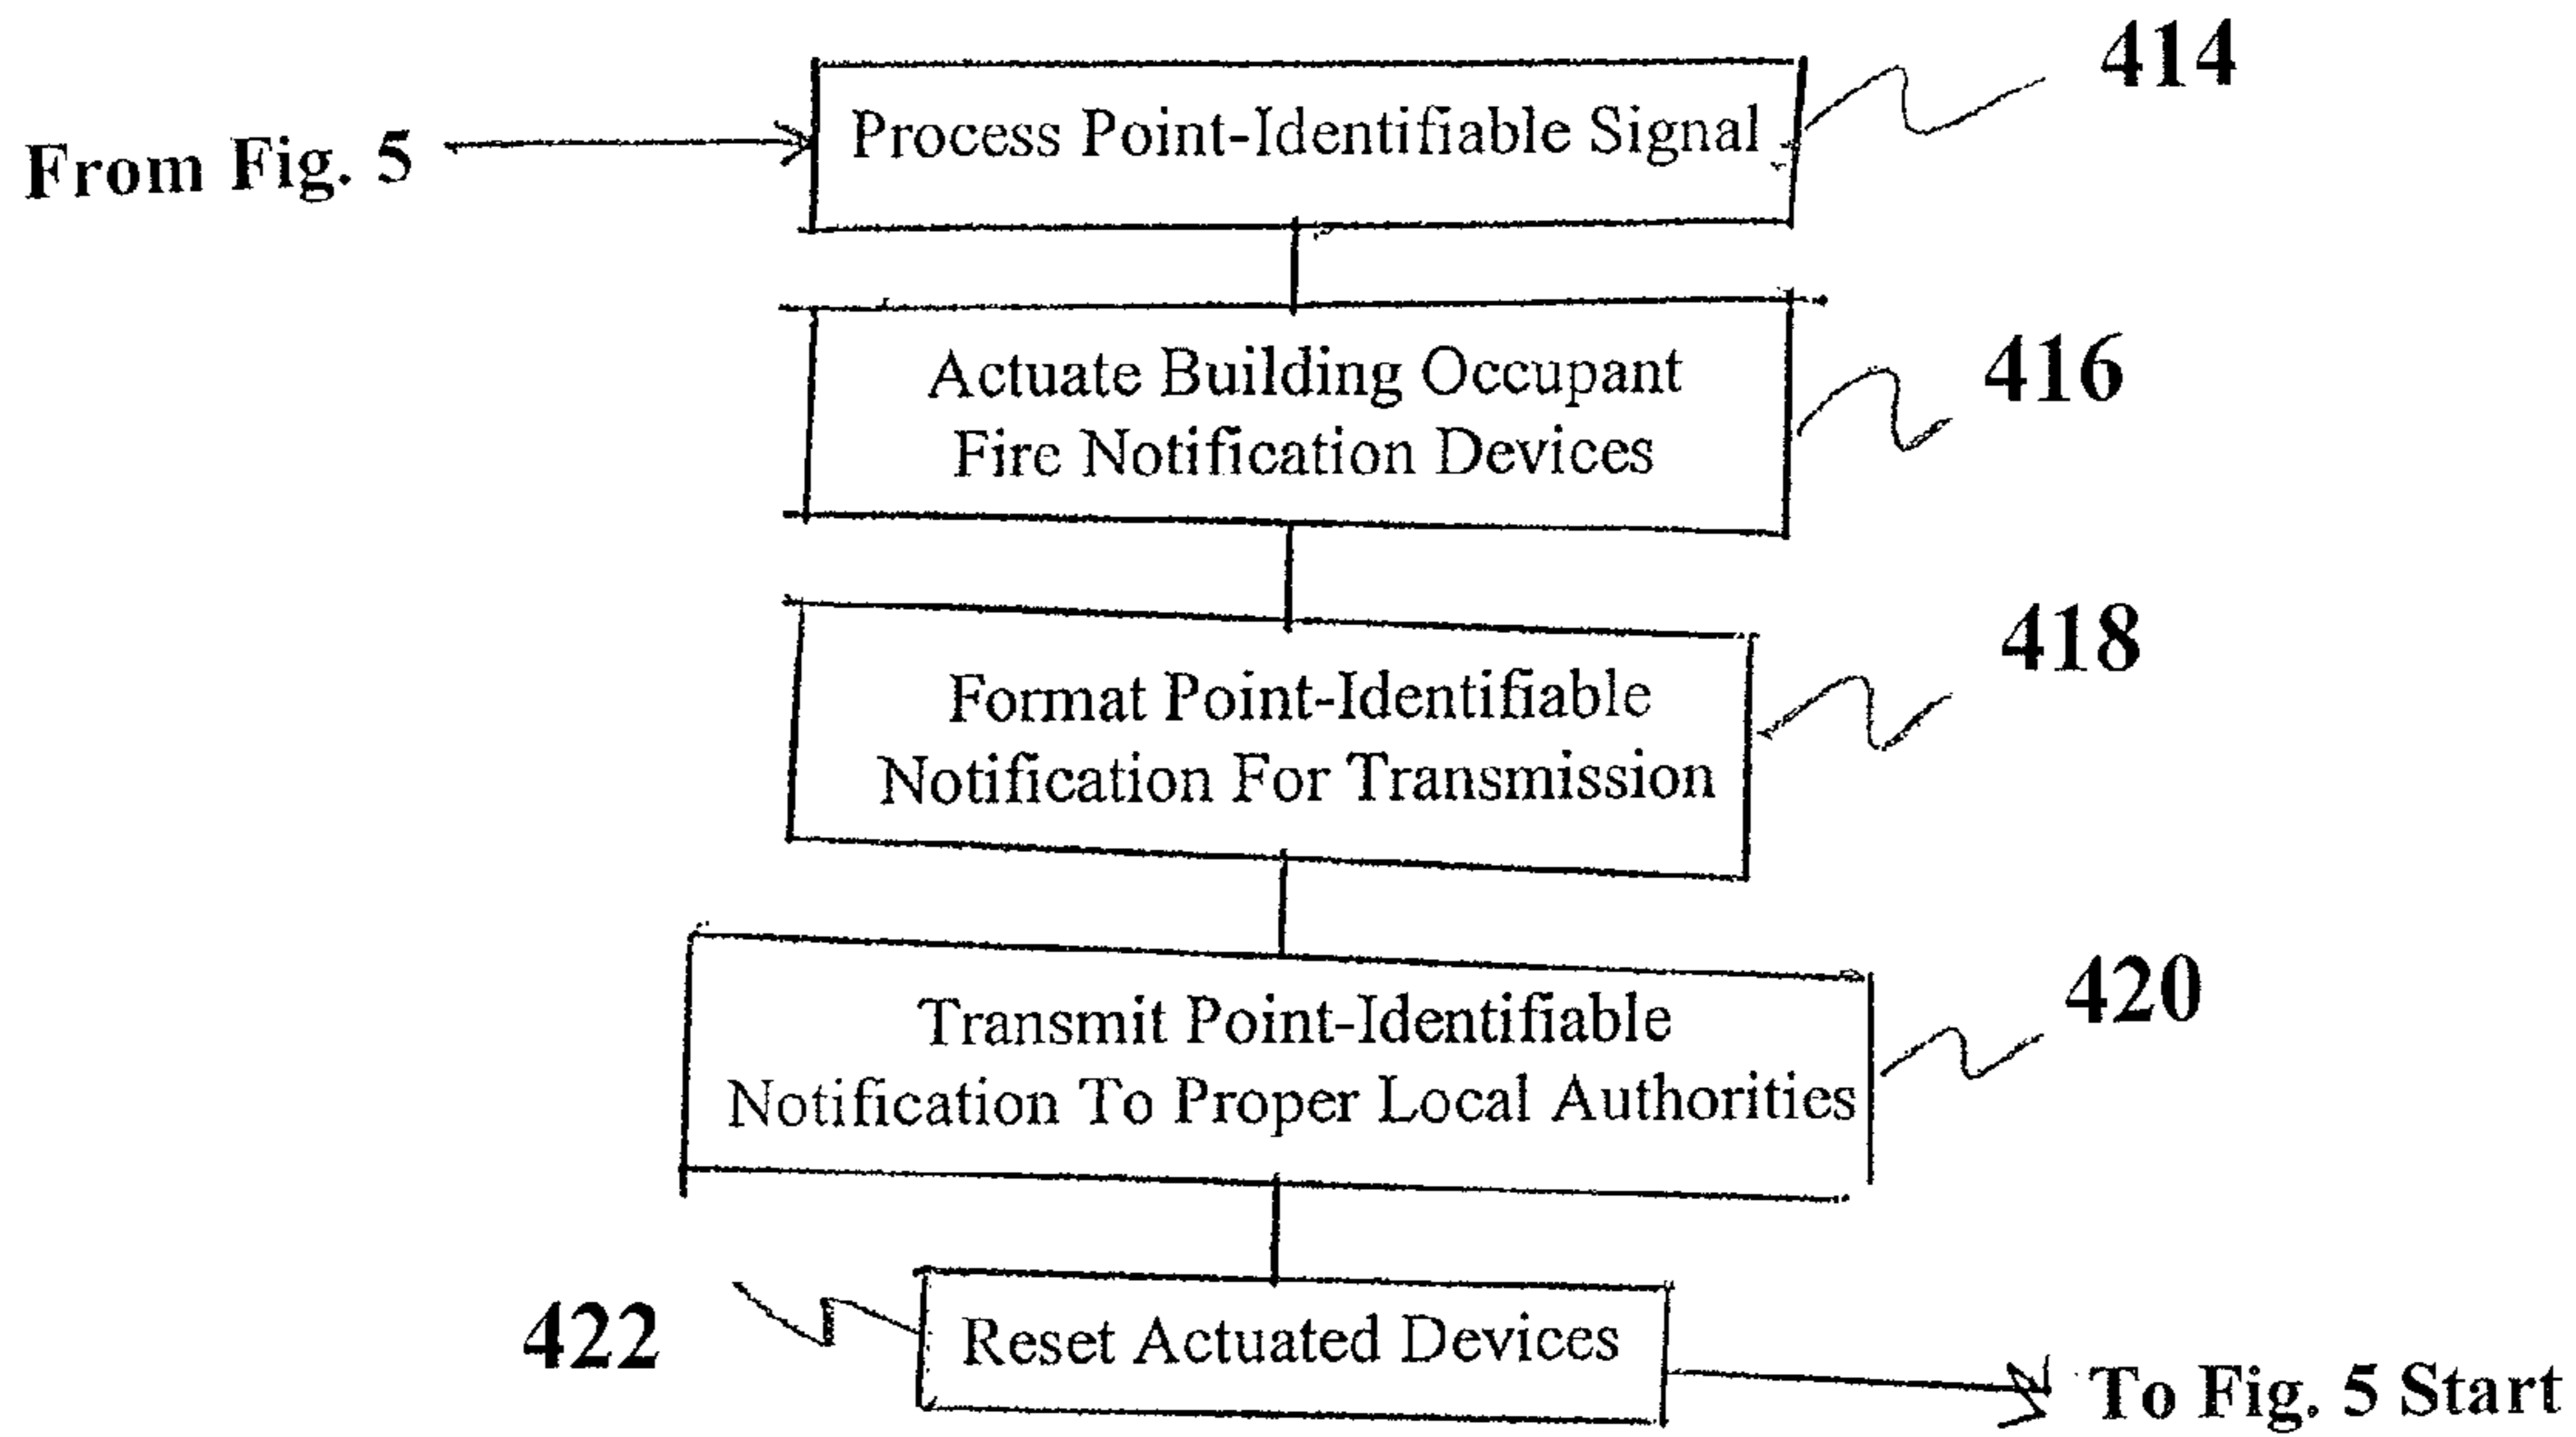 414
From Fig. 5
Process Point-Identifiable Signal
Actuate Building Occupant
Fire Notification Devices
416
Format Point-Identifiable
Notification For Transmission
418
Transmit Point-Identifiable
Notification To Proper Local Authorities
420
422
Reset Actuated Devices
To Fig. 5 Start